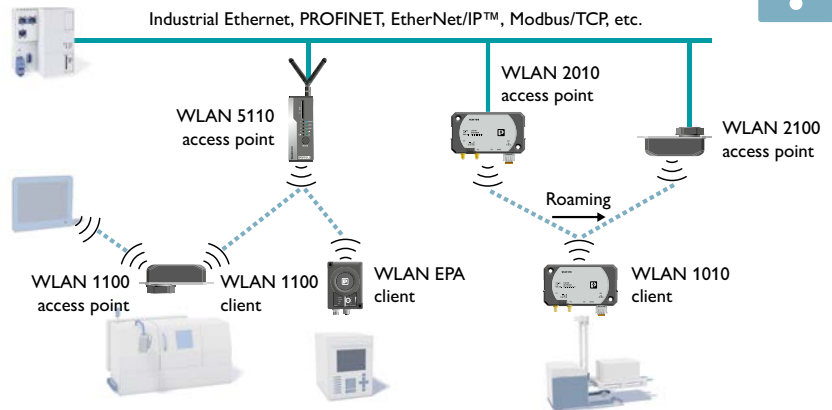 Industrial Ethernet, PROFINET, EtherNet/IP™, Modbus/TCP, etc.
WLAN 5110
access point
WLAN 2010
access point
WLAN 2100
access point
Roaming
WLAN 1100
access point
WLAN 1100
client
WLAN EPA
client
WLAN 1010
client